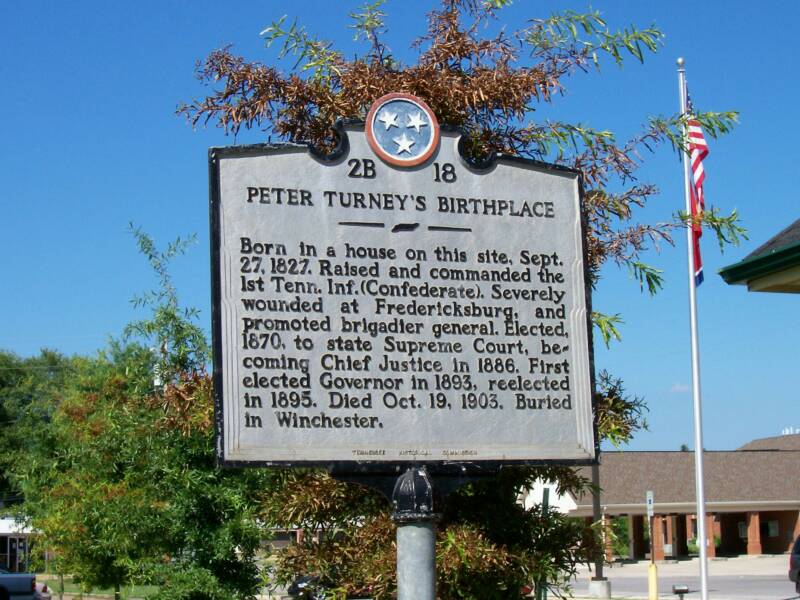 2B 18
PETER TURNEY'S BIRTHPLACE
Born in a house on this site, Sept.
27, 1827. Raised and commanded the
1st Tenn. Inf. (Confederate). Severely
wounded at Fredericksburg, and
promoted brigadier general. Elected,
1870, to state Supreme Court, be-
coming Chief Justice in 1886. First
elected Governor in 1893, reelected
in 1895. Died Oct. 19, 1903. Buried
in Winchester.
TENNESSEE HISTORICAL COMMISSION